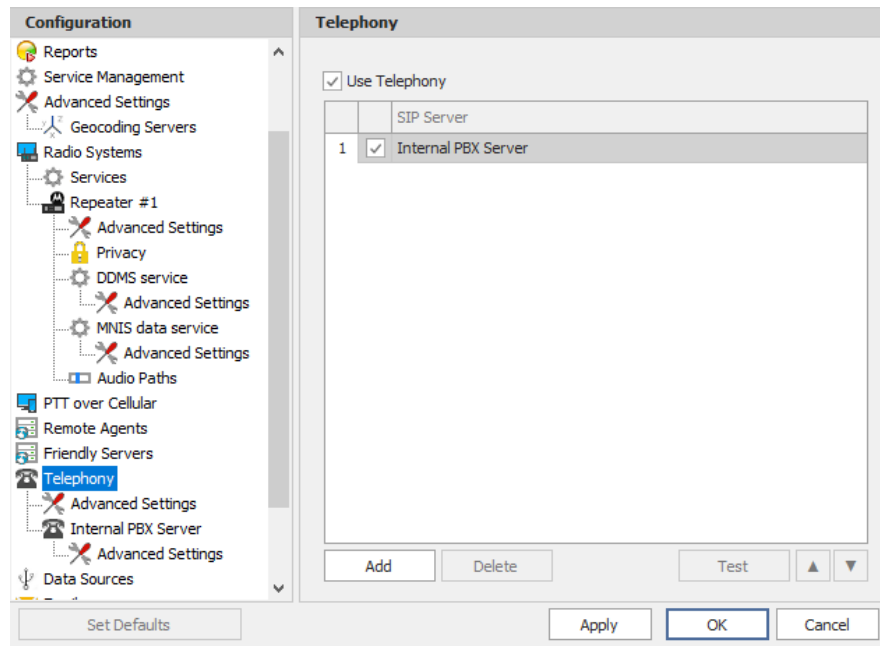 Configuration
Reports
Service Management
Advanced Settings
Geocoding Servers
Radio Systems
Services
Repeater #1
Advanced Settings
Privacy
DDMS service
Advanced Settings
MNIS data service
Advanced Settings
Audio Paths
PTT over Cellular
Remote Agents
Friendly Servers
Telephony
Advanced Settings
Internal PBX Server
Advanced Settings
Data Sources
Set Defaults
Telephony
Use Telephony
SIP Server
1 Internal PBX Server
Add Delete Test
Apply OK Cancel